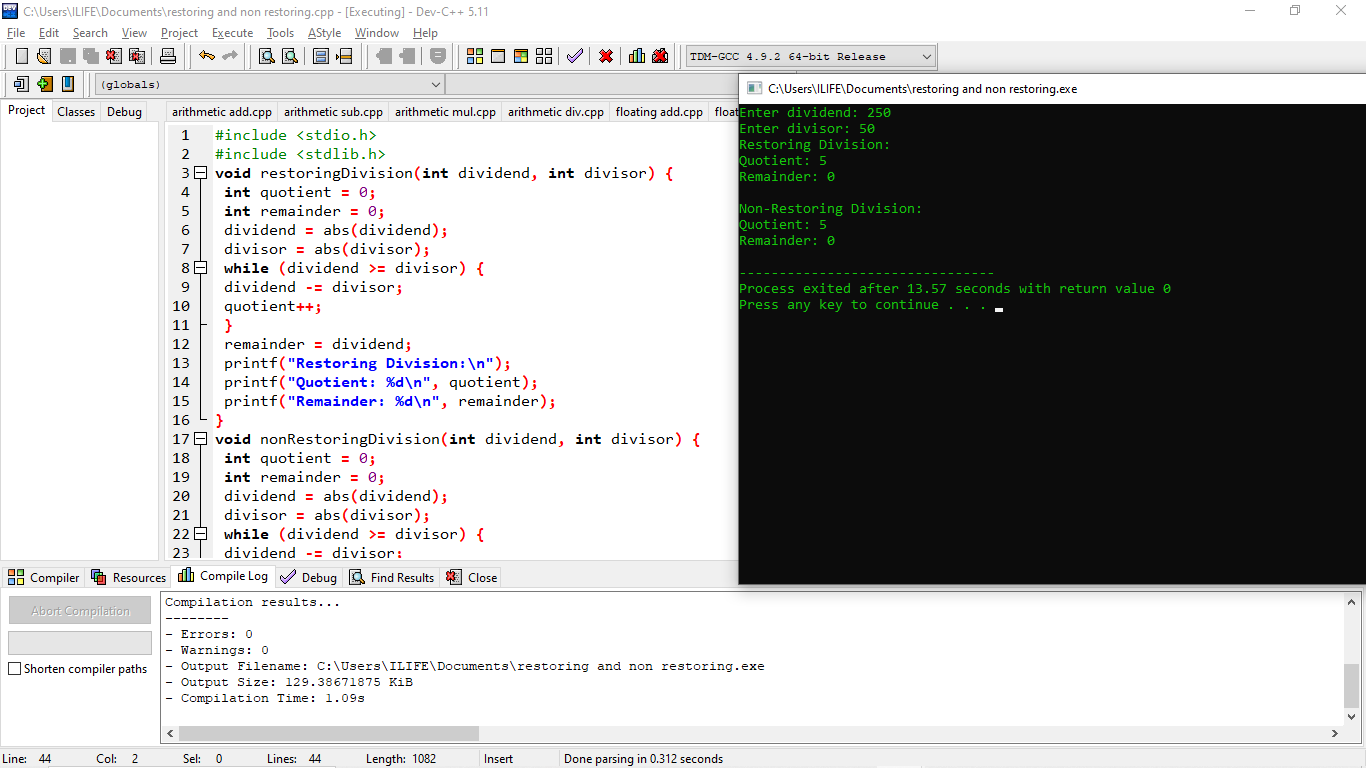 C:\Users\ILIFE\Documents\restoring and non restoring.cpp - [Executing] - Dev-C++ 5.11
File Edit Search View Project Execute Tools AStyle Window Help
TDM-GCC 4.9.2 64-bit Release
(globals)
Project Classes Debug
arithmetic add.cpp arithmetic sub.cpp arithmetic mul.cpp arithmetic div.cpp floating add.cpp float
1 #include <stdio.h>
2 #include <stdlib.h>
3 void restoringDivision(int dividend, int divisor) {
4 int quotient = 0;
5 int remainder = 0;
6 dividend = abs(dividend);
7 divisor = abs(divisor);
8 while (dividend >= divisor) {
9 dividend -= divisor;
10 quotient++;
11 }
12 remainder = dividend;
13 printf("Restoring Division:\n");
14 printf("Quotient: %d\n", quotient);
15 printf("Remainder: %d\n", remainder);
16 }
17 void nonRestoringDivision(int dividend, int divisor) {
18 int quotient = 0;
19 int remainder = 0;
20 dividend = abs(dividend);
21 divisor = abs(divisor);
22 while (dividend >= divisor) {
23 dividend -= divisor;
C:\Users\ILIFE\Documents\restoring and non restoring.exe
Enter dividend: 250
Enter divisor: 50
Restoring Division:
Quotient: 5
Remainder: 0
Non-Restoring Division:
Quotient: 5
Remainder: 0
--------------------------------
Process exited after 13.57 seconds with return value 0
Press any key to continue . . .
Compiler Resources Compile Log Debug Find Results Close
Abort Compilation
Shorten compiler paths
Compilation results...
--------
- Errors: 0
- Warnings: 0
- Output Filename: C:\Users\ILIFE\Documents\restoring and non restoring.exe
- Output Size: 129.38671875 KiB
- Compilation Time: 1.09s
Line: 44 Col: 2 Sel: 0 Lines: 44 Length: 1082 Insert Done parsing in 0.312 seconds